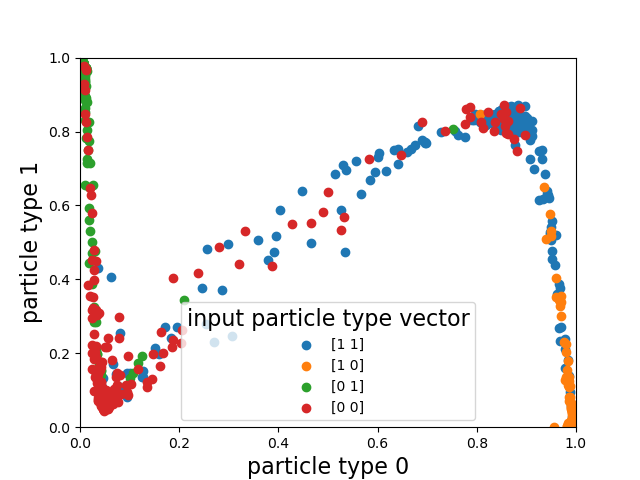 1.0
0.8
0.6
0.4
0.2
0.0
particle type 1
input particle type vector
[1 1]
[1 0]
[0 1]
[0 0]
0.0 0.2 0.4 0.6 0.8 1.0
particle type 0